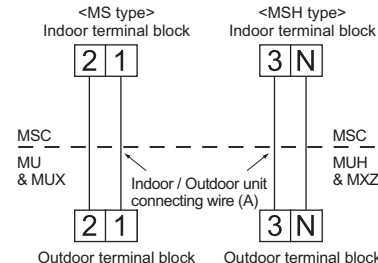 <MS type>
Indoor terminal block
2 1
<MSH type>
Indoor terminal block
3 N
MSC
MU
& MUX
Indoor / Outdoor unit
connecting wire (A)
MSC
MUH
& MXZ
2 1
Outdoor terminal block
3 N
Outdoor terminal block